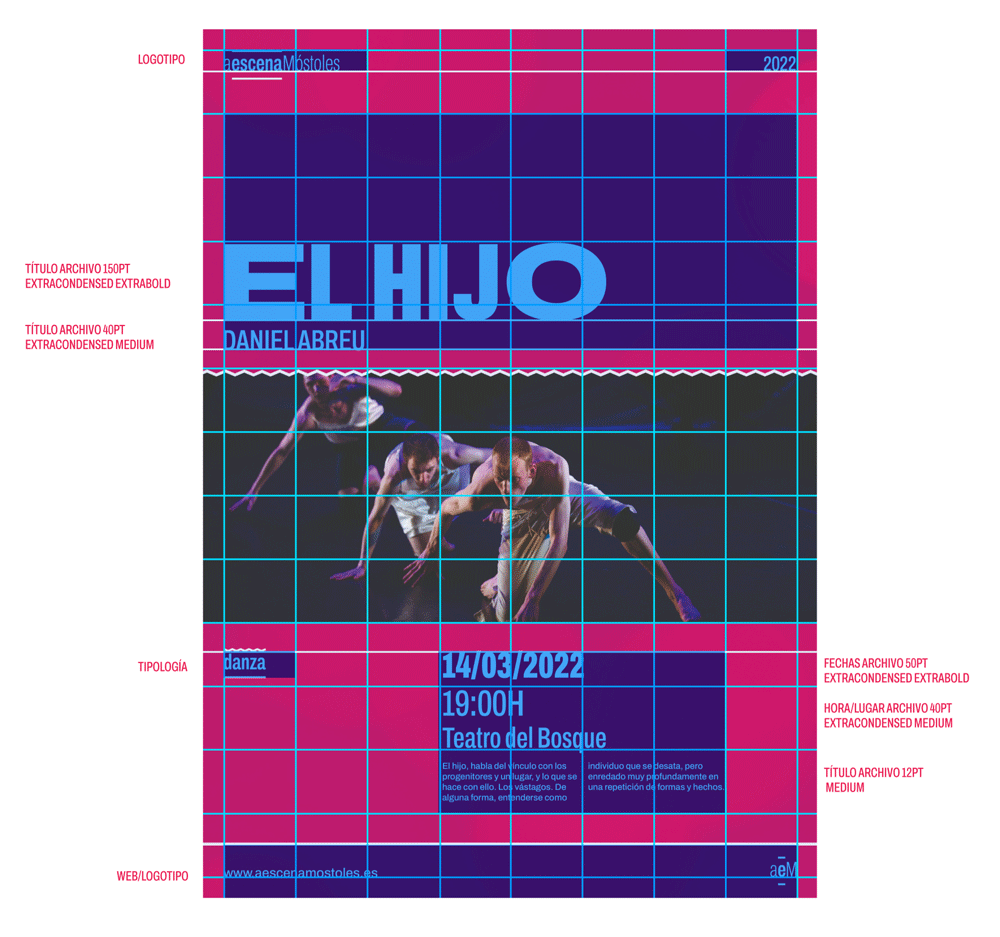 LOGOTIPO
aescenaMóstoles
2022
TÍTULO ARCHIVO 150PT
EXTRACONDENSED EXTRABOLD
EL HIJO
TÍTULO ARCHIVO 40PT
EXTRACONDENSED MEDIUM
DANIEL ABREU
TIPOLOGÍA
danza
14/03/2022
19:00H
Teatro del Bosque
El hijo, habla del vínculo con los
progenitores y un lugar, y lo que se
hace con ello. Los vástagos. De
alguna forma, entenderse como
individuo que se desata, pero
enredado muy profundamente en
una repetición de formas y hechos.
FECHAS ARCHIVO 50PT
EXTRACONDENSED EXTRABOLD
HORA/LUGAR ARCHIVO 40PT
EXTRACONDENSED MEDIUM
TÍTULO ARCHIVO 12PT
MEDIUM
WEB/LOGOTIPO
www.aescenamostoles.es
aeM